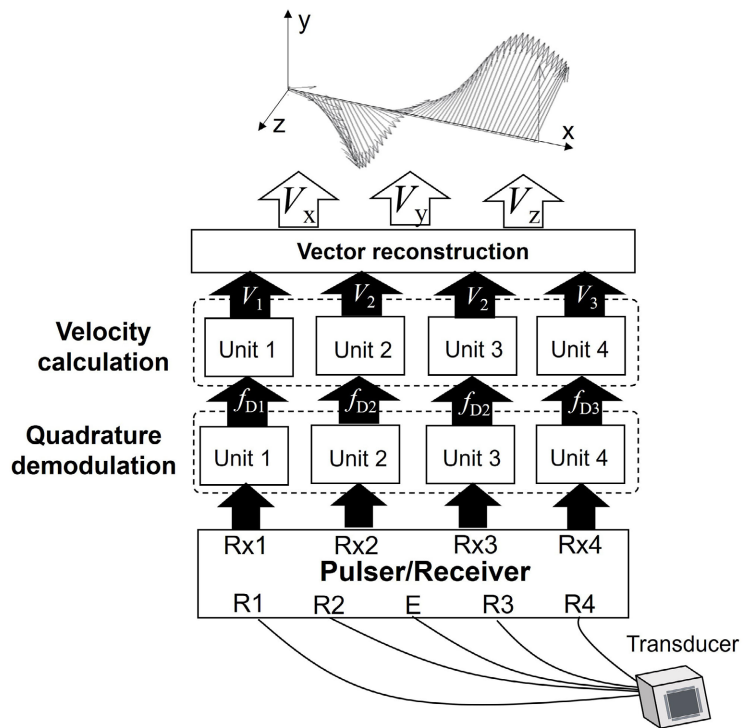 y
z
x
Vx Vy Vz
Vector reconstruction
V1 V2 V2 V3
Velocity
calculation
Unit 1 Unit 2 Unit 3 Unit 4
fD1 fD2 fD2 fD3
Quadrature
demodulation
Unit 1 Unit 2 Unit 3 Unit 4
Rx1 Rx2 Rx3 Rx4
Pulser/Receiver
R1 R2 E R3 R4
Transducer